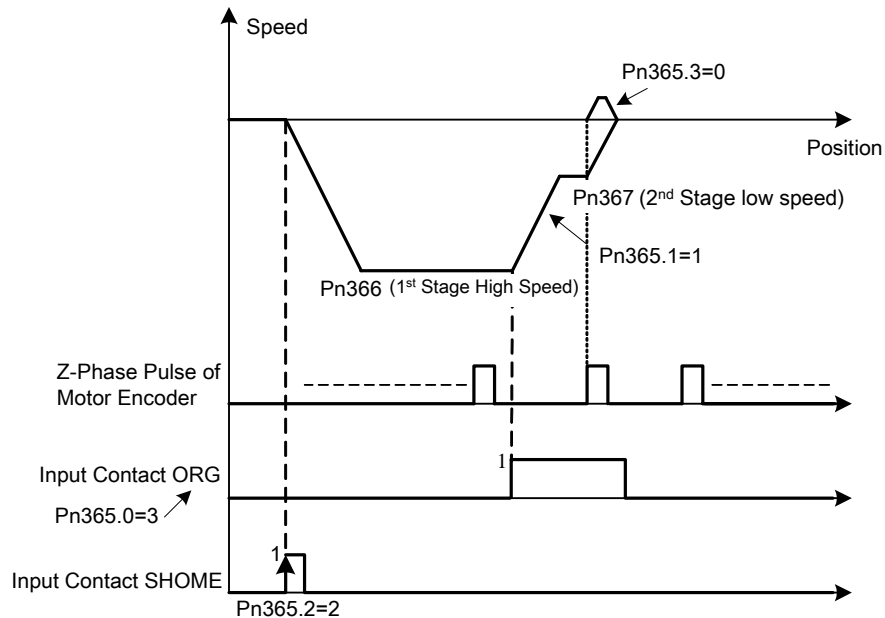 Speed
Pn365.3=0
Position
Pn367 (2nd Stage low speed)
Pn365.1=1
Pn366 (1st Stage High Speed)
Z-Phase Pulse of
Motor Encoder
Input Contact ORG
1
Pn365.0=3
1
Input Contact SHOME
Pn365.2=2